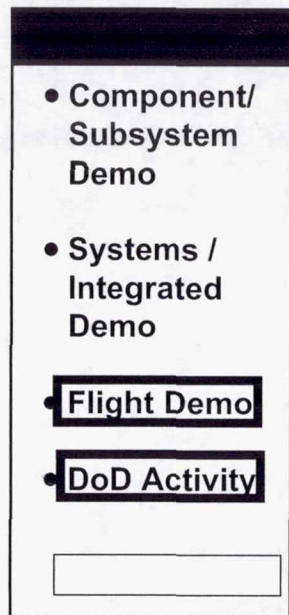 • Component/
Subsystem
Demo
• Systems /
Integrated
Demo
• Flight Demo
• DoD Activity